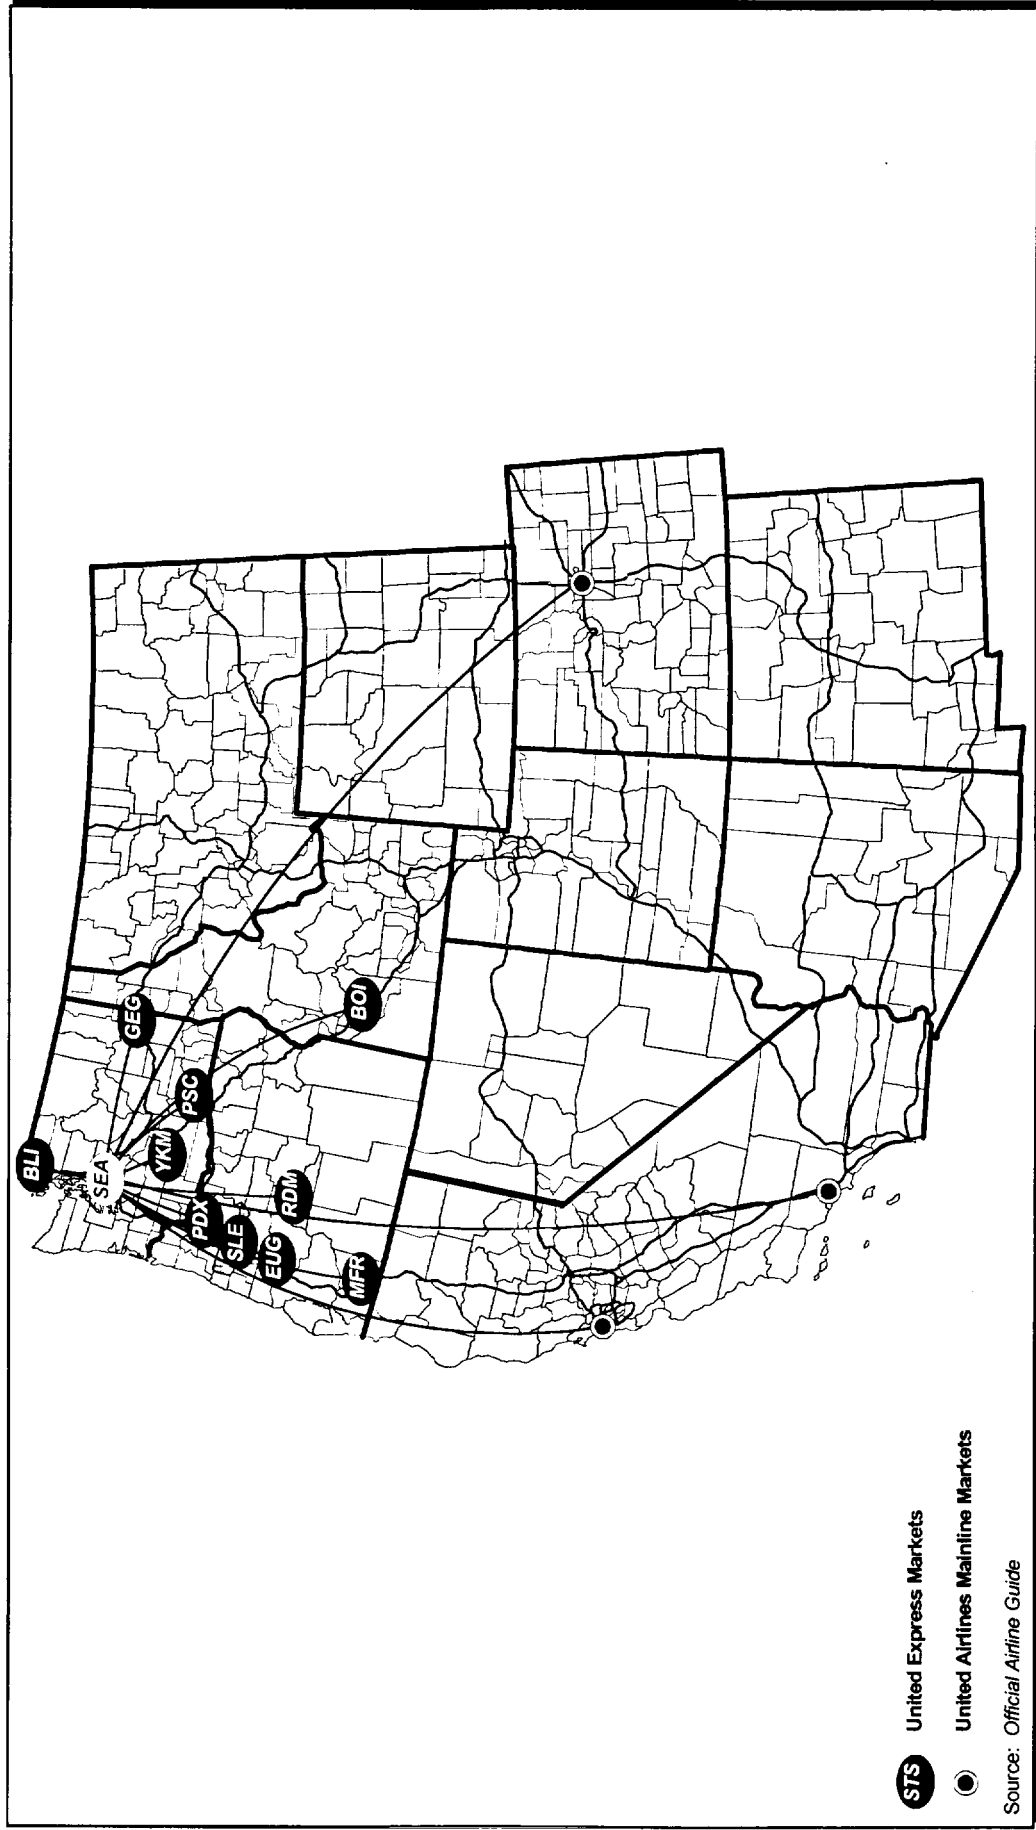 BLI
SEA
GEG
YKM
PSC
PDX
SLE
RDM
EUG
BOI
MFR
STS United Express Markets
United Airlines Mainline Markets
Source: Official Airline Guide